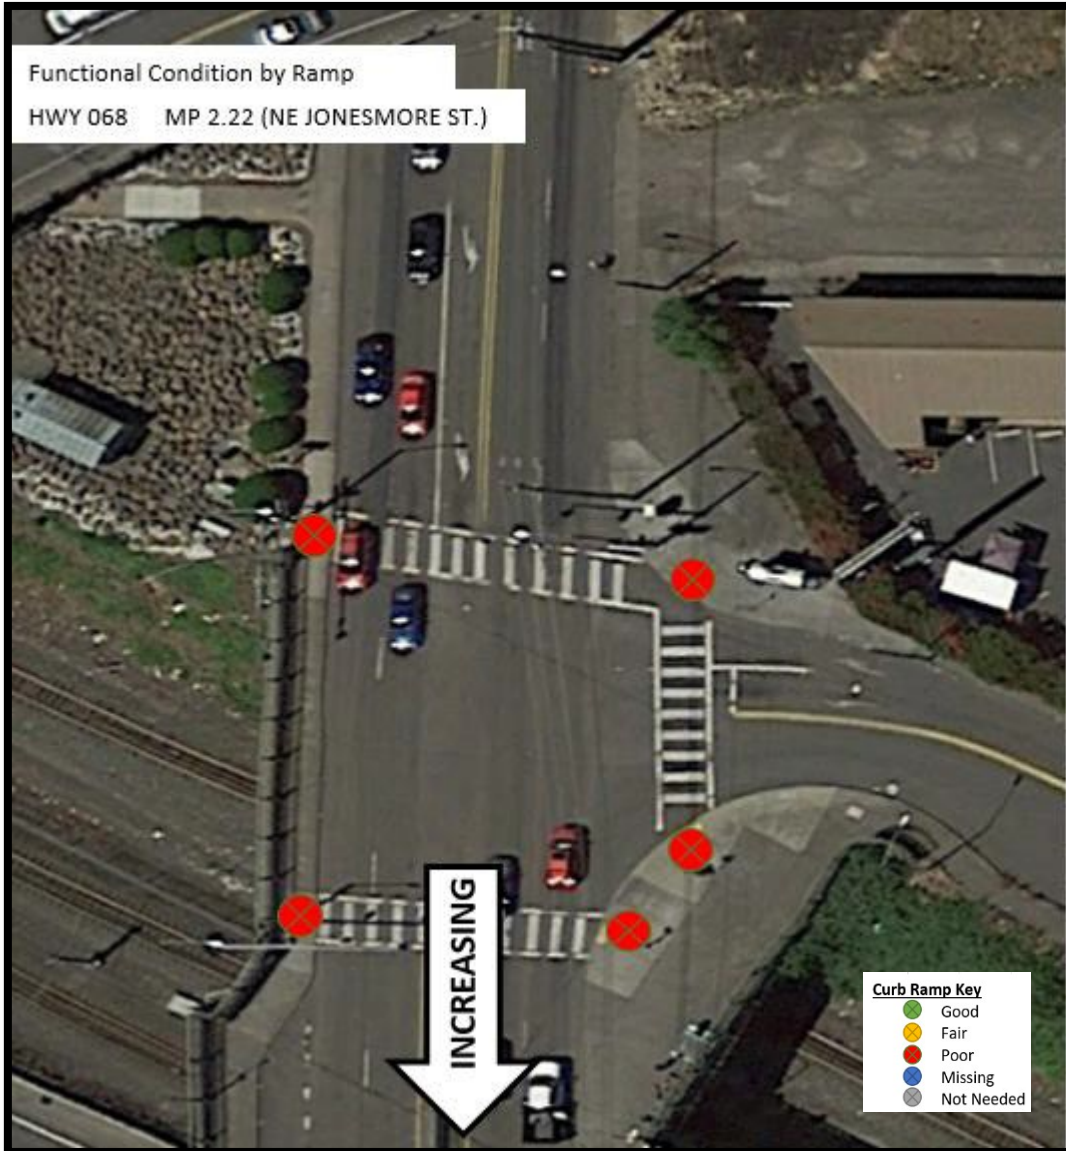 Functional Condition by Ramp
HWY 068 MP 2.22 (NE JONESMORE ST.)
INCREASING
Curb Ramp Key
Good
Fair
Poor
Missing
Not Needed